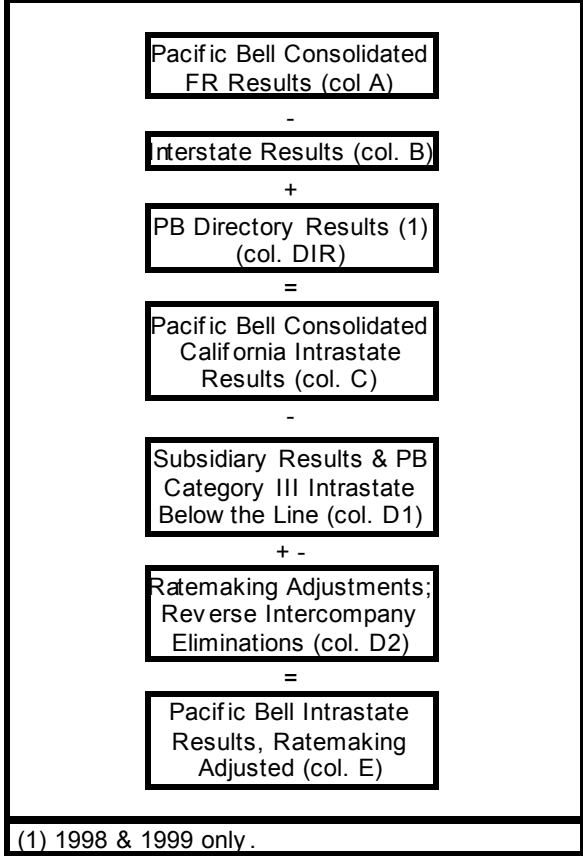 Pacific Bell Consolidated
FR Results (col A)
-
Interstate Results (col. B)
+
PB Directory Results (1)
(col. DIR)
=
Pacific Bell Consolidated
California Intrastate
Results (col. C)
-
Subsidiary Results & PB
Category III Intrastate
Below the Line (col. D1)
+ -
Ratemaking Adjustments;
Reverse Intercompany
Eliminations (col. D2)
=
Pacific Bell Intrastate
Results, Ratemaking
Adjusted (col. E)
(1) 1998 & 1999 only.